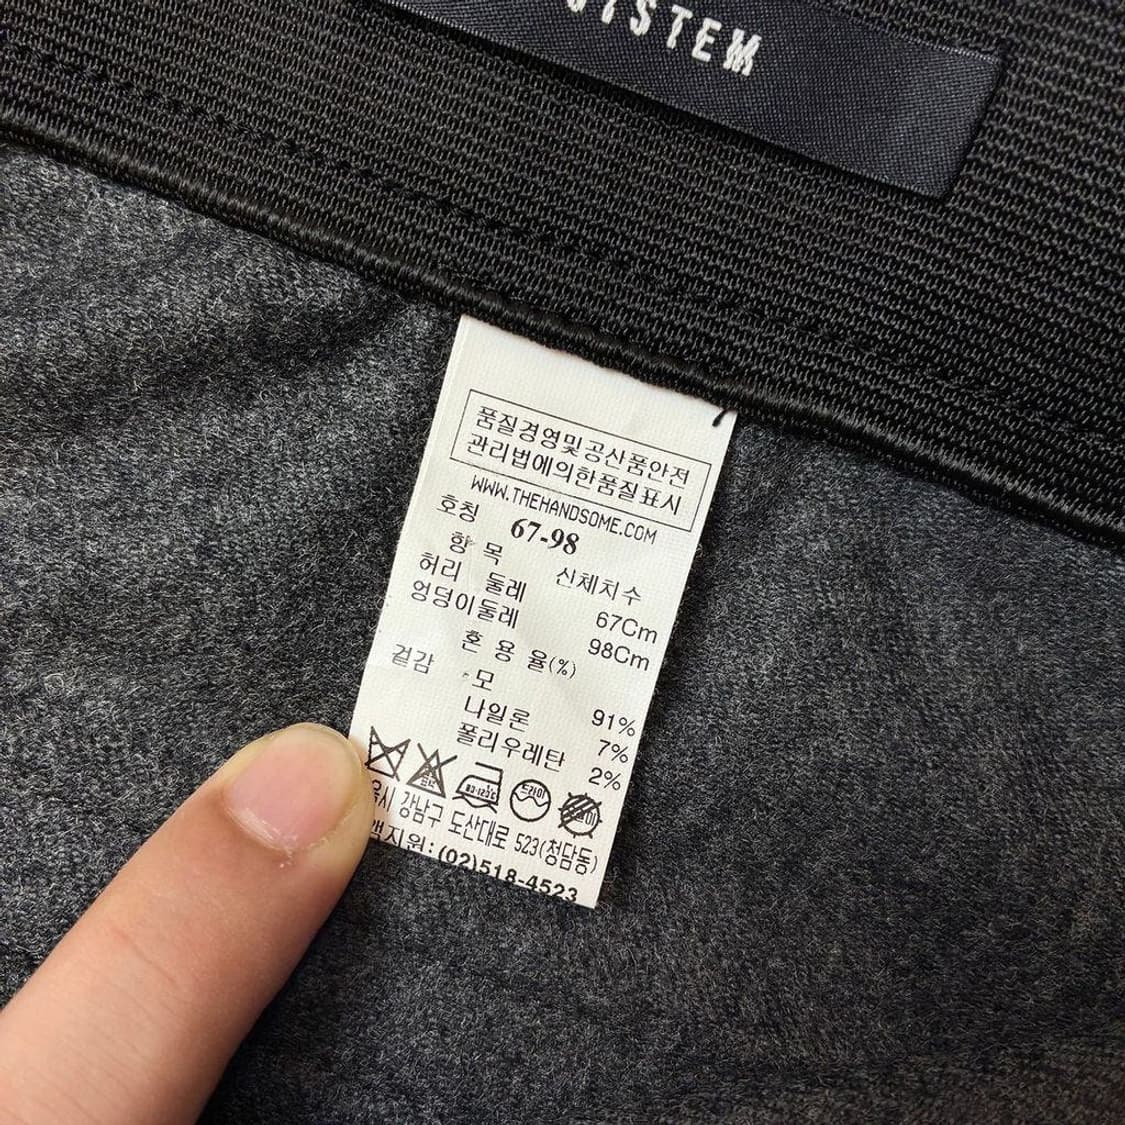 SYSTEM
품질경영및공산품안전
관리법에의한품질표시
WWW.THEHANDSOME.COM
호칭 67-98
항 목 신체치수
허리 둘레 67Cm
엉덩이둘레 98Cm
혼 용 율(%)
겉감
모 91%
나일론 7%
폴리우레탄 2%
드라이
강남구 도산대로 523(청담동)
(02)518-4523